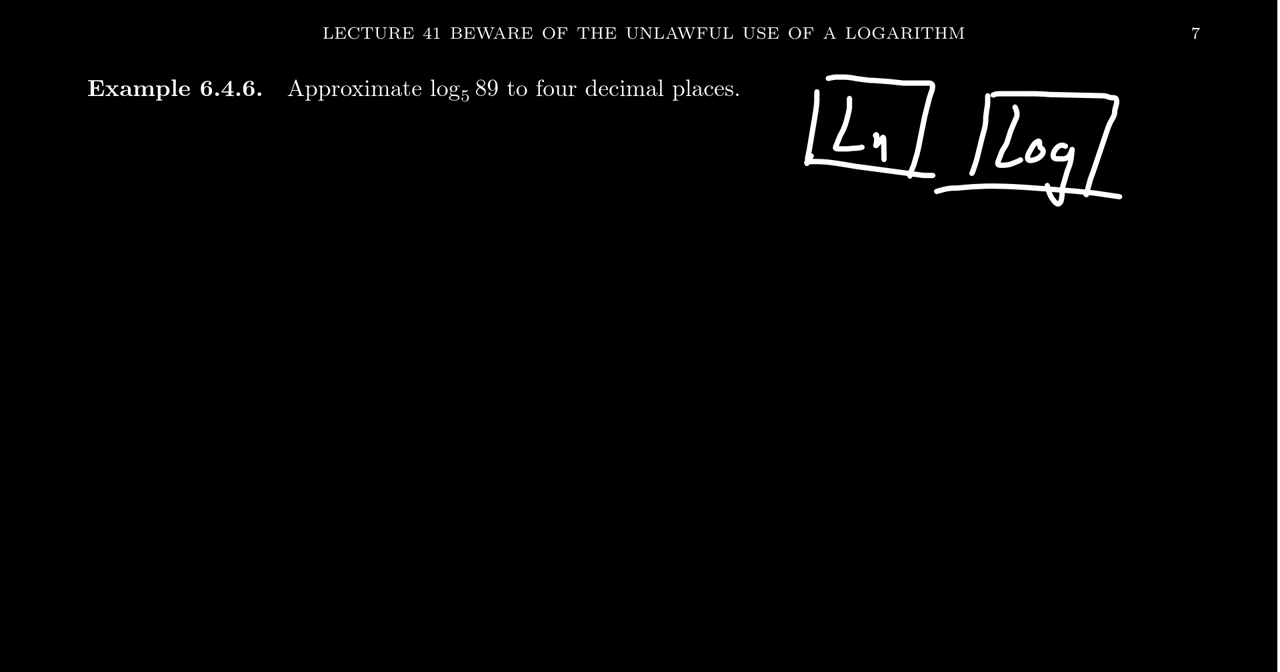 LECTURE 41 BEWARE OF THE UNLAWFUL USE OF A LOGARITHM 7
Example 6.4.6. Approximate log₅ 89 to four decimal places.
Ln Log